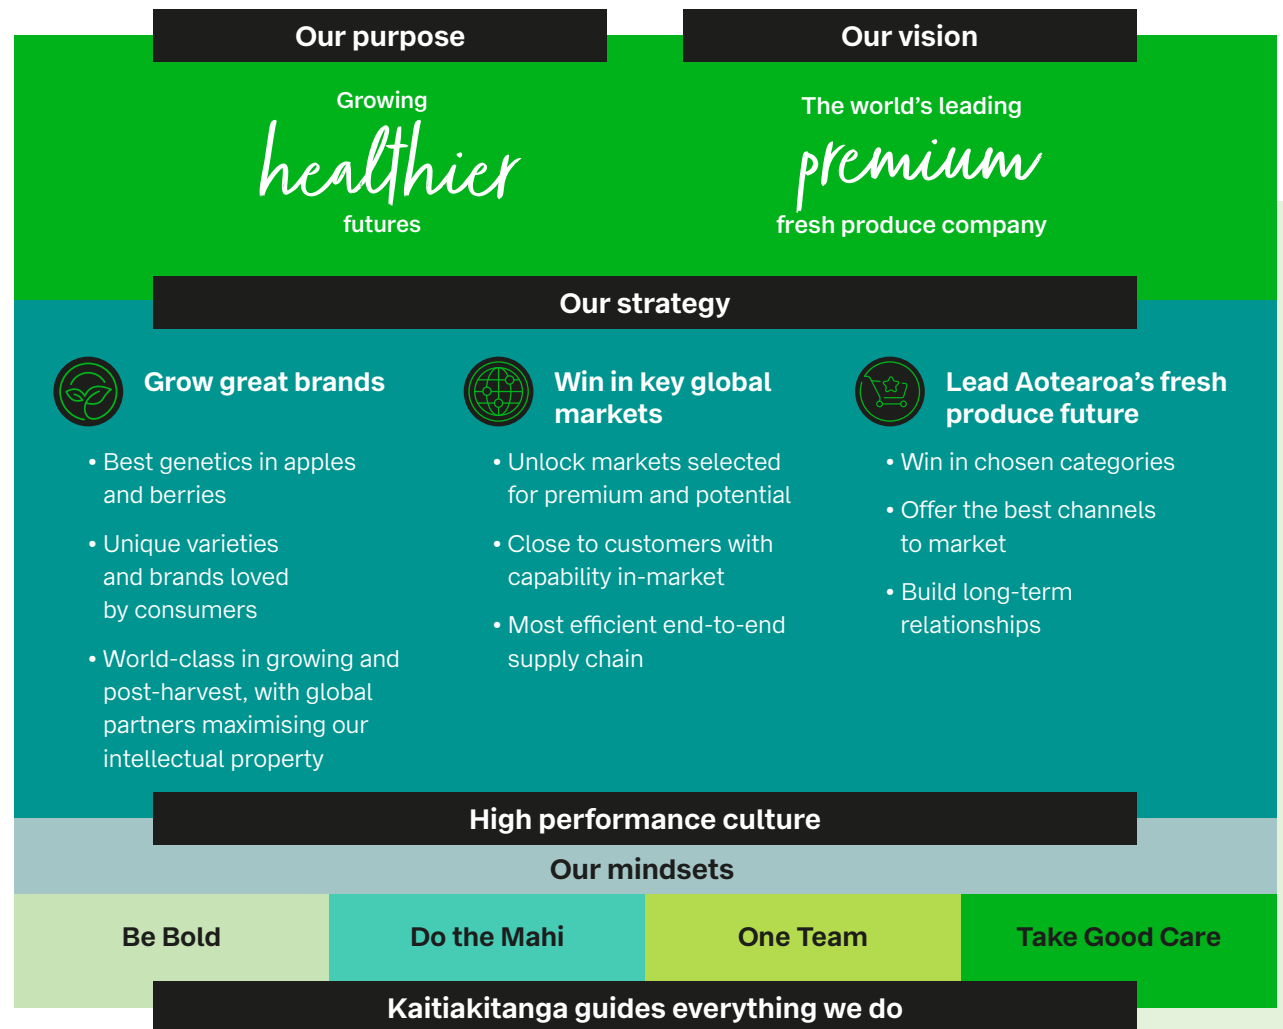 Our purpose
Growing
healthier
futures
Our vision
The world's leading
premium
fresh produce company
Our strategy
Grow great brands
• Best genetics in apples
and berries
• Unique varieties
and brands loved
by consumers
• World-class in growing and
post-harvest, with global
partners maximising our
intellectual property
Win in key global
markets
• Unlock markets selected
for premium and potential
• Close to customers with
capability in-market
• Most efficient end-to-end
supply chain
Lead Aotearoa's fresh
produce future
• Win in chosen categories
• Offer the best channels
to market
• Build long-term
relationships
High performance culture
Our mindsets
Be Bold
Do the Mahi
One Team
Take Good Care
Kaitiakitanga guides everything we do